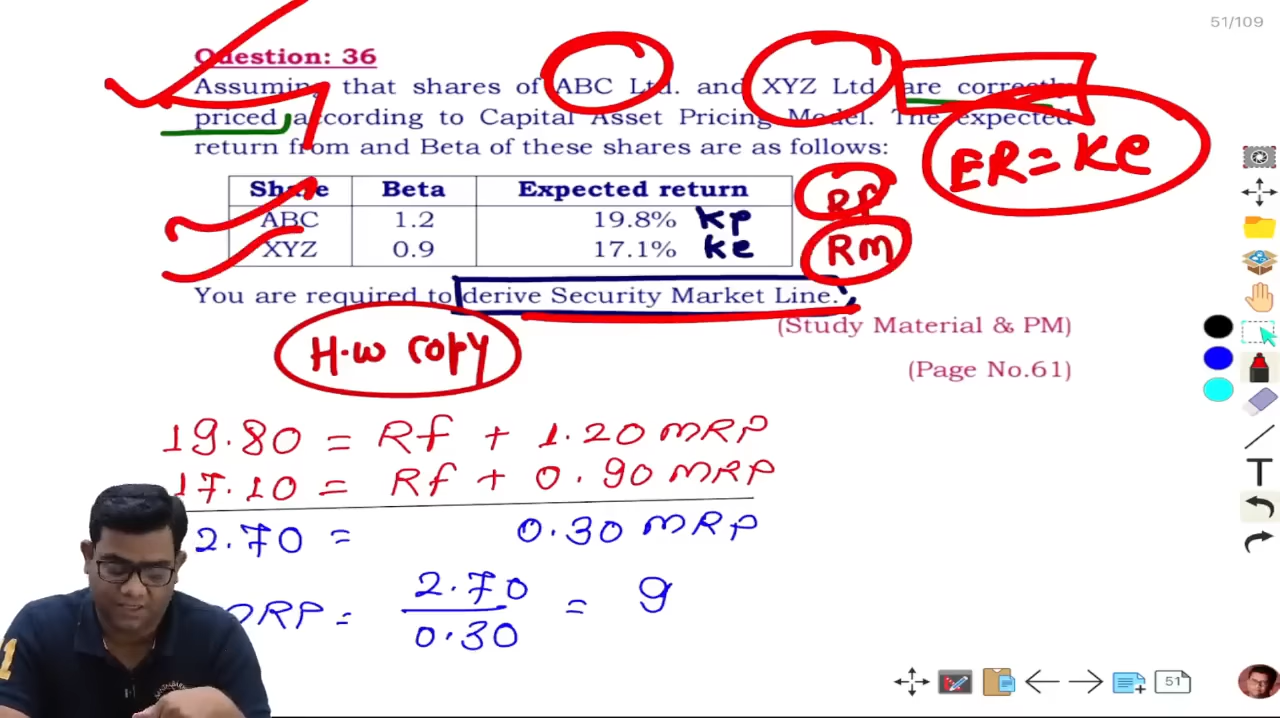 51/109
Question: 36
Assuming that shares of ABC Ltd. and XYZ Ltd. are correctly
priced according to Capital Asset Pricing Model. The expected
return from and Beta of these shares are as follows:
ER = Ke
Share Beta Expected return
ABC 1.2 19.8% kp Rf
XYZ 0.9 17.1% ke Rm
You are required to derive Security Market Line.
(Study Material & PM)
H.w copy
(Page No.61)
19.80 = Rf + 1.20 MRP
17.10 = Rf + 0.90 MRP
2.70 = 0.30 MRP
MRP = 2.70 / 0.30 = 9
T
51